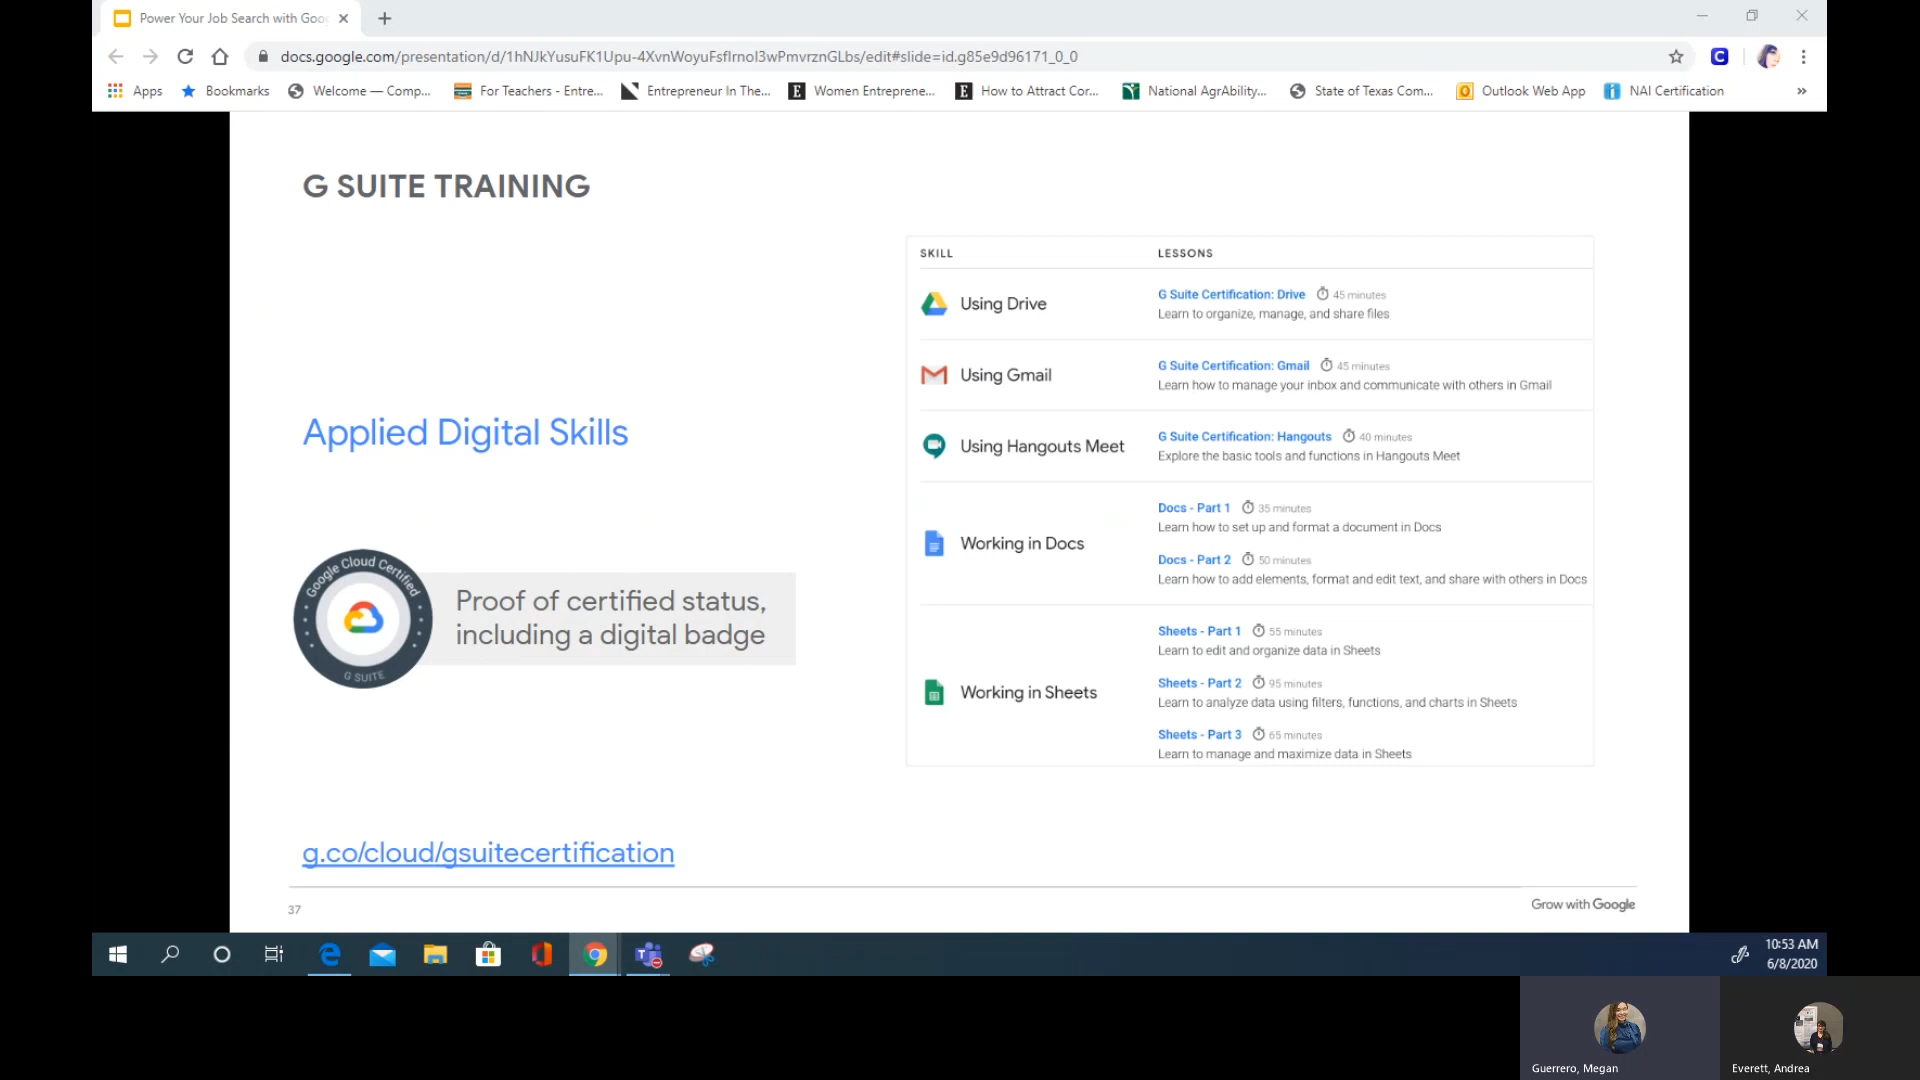 Power Your Job Search with Goo
docs.google.com/presentation/d/1hNJkYusuFK1Upu-4XvnWoyuFsfIrnoI3wPmvrznGLbs/edit#slide=id.g85e9d96171_0_0
Apps Bookmarks Welcome — Comp... For Teachers - Entre... Entrepreneur In The... Women Entreprene... How to Attract Cor... National AgrAbility... State of Texas Com... Outlook Web App NAI Certification »
G SUITE TRAINING
Applied Digital Skills
Google Cloud Certified
G SUITE
Proof of certified status,
including a digital badge
g.co/cloud/gsuitecertification
SKILL LESSONS
Using Drive
G Suite Certification: Drive 45 minutes
Learn to organize, manage, and share files
Using Gmail
G Suite Certification: Gmail 45 minutes
Learn how to manage your inbox and communicate with others in Gmail
Using Hangouts Meet
G Suite Certification: Hangouts 40 minutes
Explore the basic tools and functions in Hangouts Meet
Working in Docs
Docs - Part 1 35 minutes
Learn how to set up and format a document in Docs
Docs - Part 2 50 minutes
Learn how to add elements, format and edit text, and share with others in Docs
Working in Sheets
Sheets - Part 1 55 minutes
Learn to edit and organize data in Sheets
Sheets - Part 2 95 minutes
Learn to analyze data using filters, functions, and charts in Sheets
Sheets - Part 3 65 minutes
Learn to manage and maximize data in Sheets
37
Grow with Google
10:53 AM
6/8/2020
Guerrero, Megan
Everett, Andrea